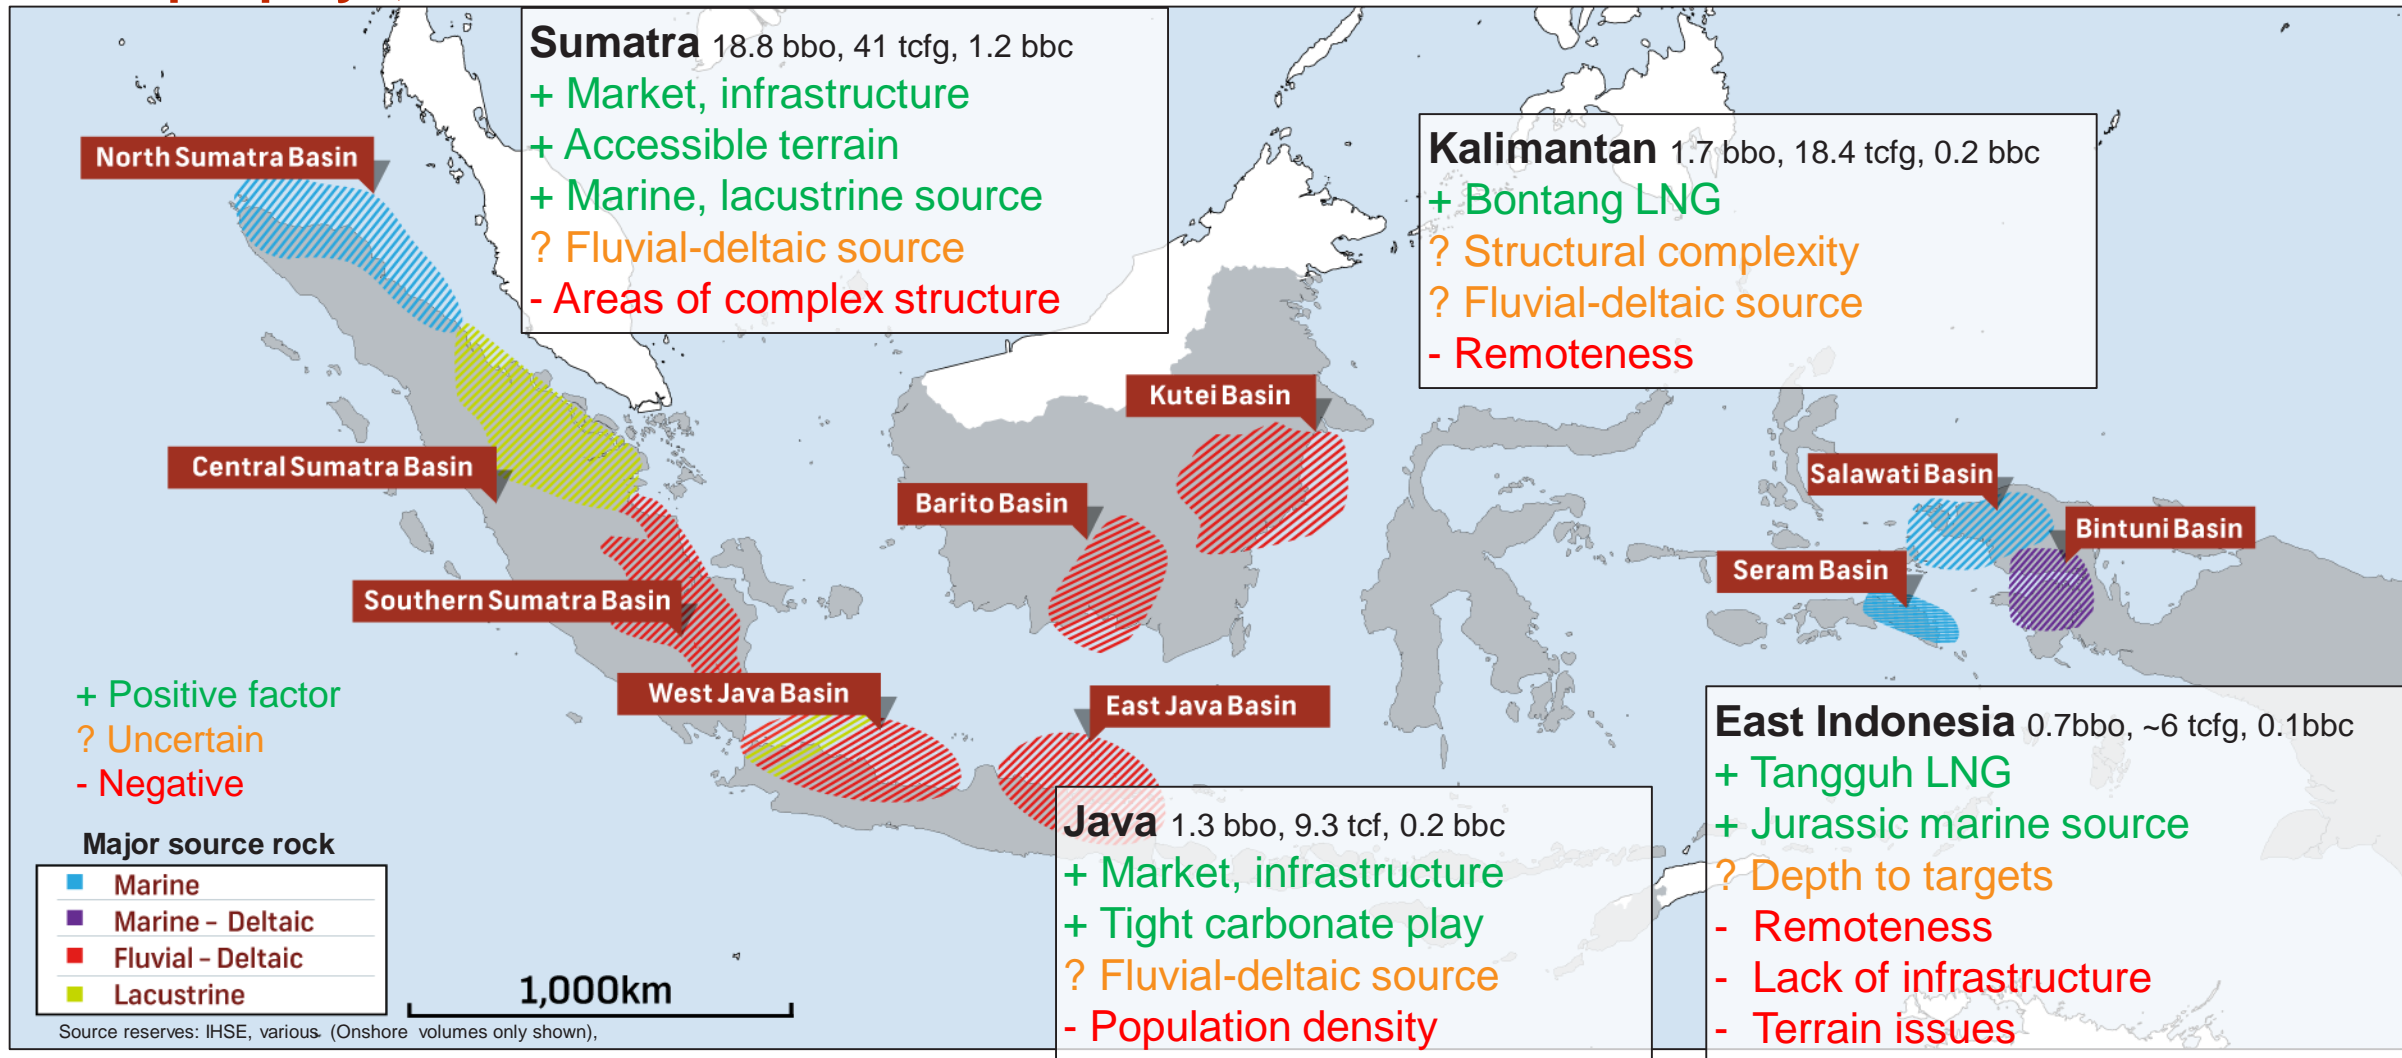 Sumatra 18.8 bbo, 41 tcfg, 1.2 bbc
+ Market, infrastructure
+ Accessible terrain
+ Marine, lacustrine source
? Fluvial-deltaic source
- Areas of complex structure
Kalimantan 1.7 bbo, 18.4 tcfg, 0.2 bbc
+ Bontang LNG
? Structural complexity
? Fluvial-deltaic source
- Remoteness
North Sumatra Basin
Central Sumatra Basin
Southern Sumatra Basin
West Java Basin
East Java Basin
Barito Basin
Kutei Basin
Salawati Basin
Bintuni Basin
Seram Basin
+ Positive factor
? Uncertain
- Negative
Major source rock
Marine
Marine - Deltaic
Fluvial - Deltaic
Lacustrine
1,000km
Source reserves: IHSE, various. (Onshore volumes only shown),
Java 1.3 bbo, 9.3 tcf, 0.2 bbc
+ Market, infrastructure
+ Tight carbonate play
? Fluvial-deltaic source
- Population density
East Indonesia 0.7bbo, ~6 tcfg, 0.1bbc
+ Tangguh LNG
+ Jurassic marine source
? Depth to targets
- Remoteness
- Lack of infrastructure
- Terrain issues